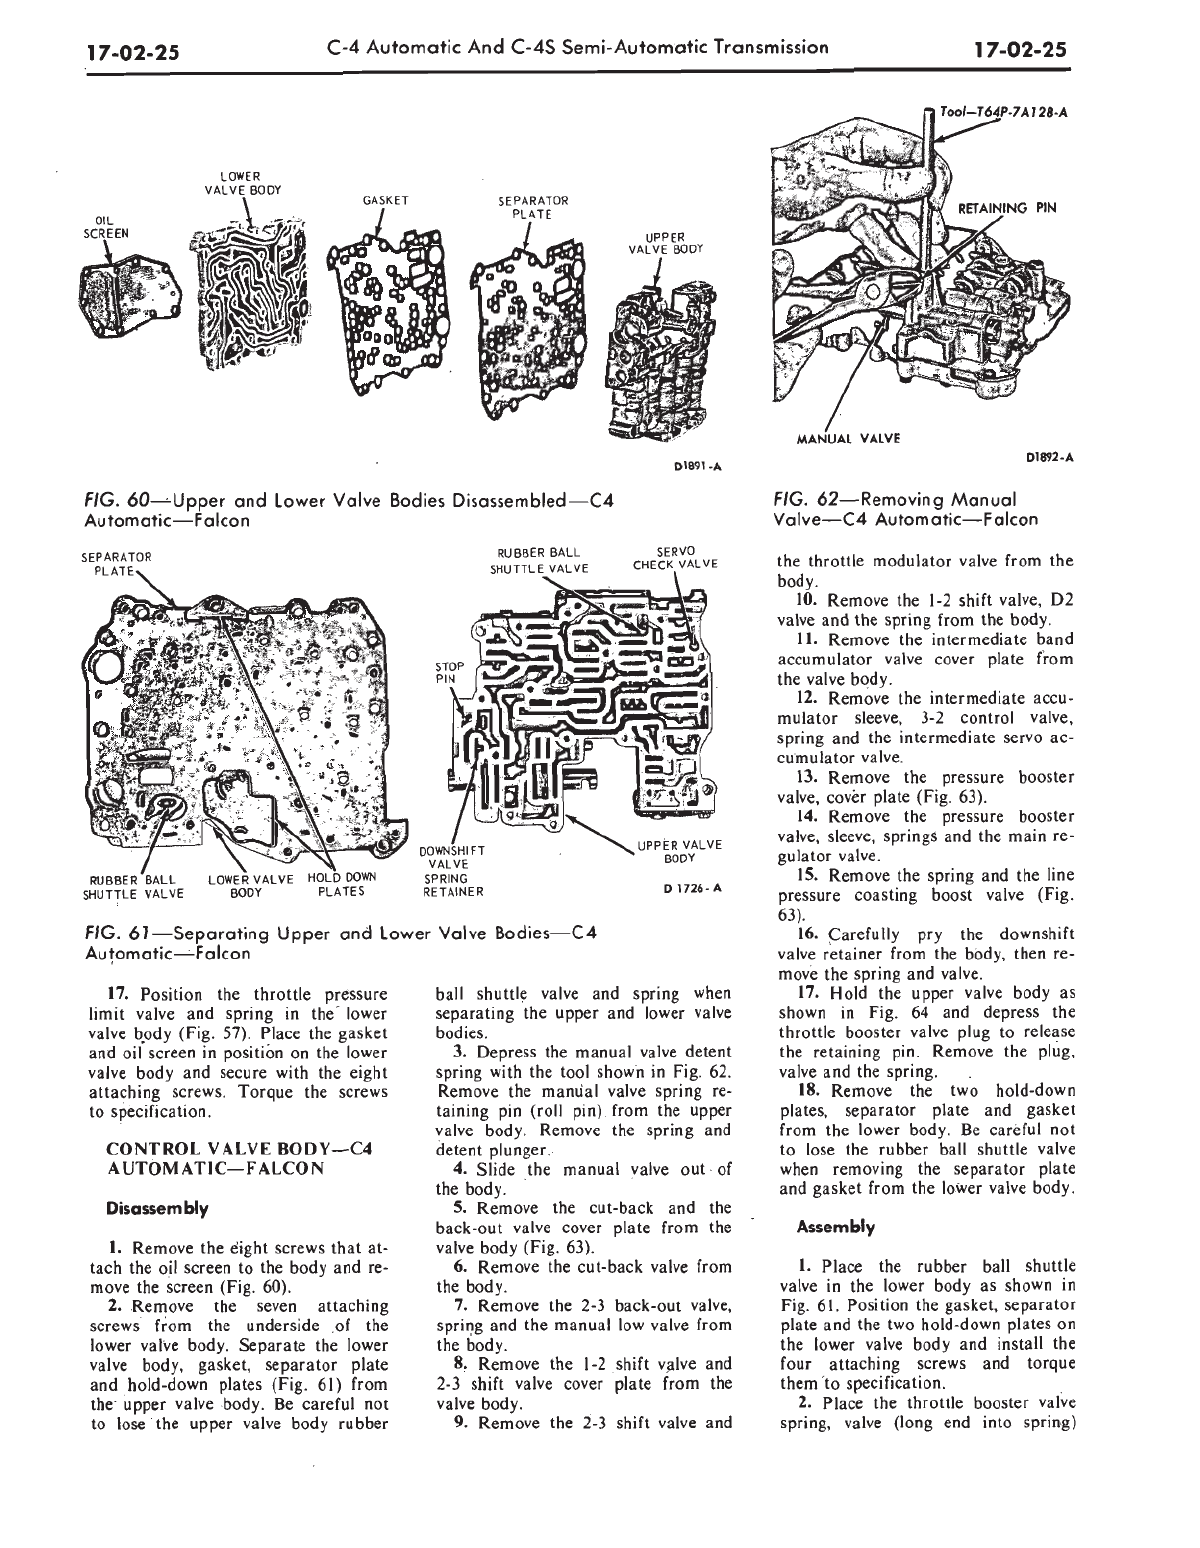 17-02-25
C-4 Automatic And C-4S Semi-Automatic Transmission
17-02-25
OIL
SCREEN
LOWER
VALVE BODY
GASKET
SEPARATOR
PLATE
UPPER
VALVE BODY
D1891-A
FIG. 60—Upper and Lower Valve Bodies Disassembled—C4
Automatic—Falcon
SEPARATOR
PLATE
RUBBER BALL
SHUTTLE VALVE
LOWER VALVE
BODY
HOLD DOWN
PLATES
RUBBER BALL
SHUTTLE VALVE
SERVO
CHECK VALVE
STOP
PIN
DOWNSHIFT
VALVE
SPRING
RETAINER
UPPER VALVE
BODY
D 1726-A
FIG. 61—Separating Upper and Lower Valve Bodies—C4
Automatic—Falcon
17. Position the throttle pressure
limit valve and spring in the lower
valve body (Fig. 57). Place the gasket
and oil screen in position on the lower
valve body and secure with the eight
attaching screws. Torque the screws
to specification.
CONTROL VALVE BODY—C4
AUTOMATIC—FALCON
Disassembly
1. Remove the eight screws that at-
tach the oil screen to the body and re-
move the screen (Fig. 60).
2. Remove the seven attaching
screws from the underside of the
lower valve body. Separate the lower
valve body, gasket, separator plate
and hold-down plates (Fig. 61) from
the upper valve body. Be careful not
to lose the upper valve body rubber
ball shuttle valve and spring when
separating the upper and lower valve
bodies.
3. Depress the manual valve detent
spring with the tool shown in Fig. 62.
Remove the manual valve spring re-
taining pin (roll pin) from the upper
valve body. Remove the spring and
detent plunger.
4. Slide the manual valve out of
the body.
5. Remove the cut-back and the
back-out valve cover plate from the
valve body (Fig. 63).
6. Remove the cut-back valve from
the body.
7. Remove the 2-3 back-out valve,
spring and the manual low valve from
the body.
8. Remove the 1-2 shift valve and
2-3 shift valve cover plate from the
valve body.
9. Remove the 2-3 shift valve and
Tool—T64P-7A128-A
RETAINING PIN
MANUAL VALVE
D1892-A
FIG. 62—Removing Manual
Valve—C4 Automatic—Falcon
the throttle modulator valve from the
body.
10. Remove the 1-2 shift valve, D2
valve and the spring from the body.
11. Remove the intermediate band
accumulator valve cover plate from
the valve body.
12. Remove the intermediate accu-
mulator sleeve, 3-2 control valve,
spring and the intermediate servo ac-
cumulator valve.
13. Remove the pressure booster
valve, cover plate (Fig. 63).
14. Remove the pressure booster
valve, sleeve, springs and the main re-
gulator valve.
15. Remove the spring and the line
pressure coasting boost valve (Fig.
63).
16. Carefully pry the downshift
valve retainer from the body, then re-
move the spring and valve.
17. Hold the upper valve body as
shown in Fig. 64 and depress the
throttle booster valve plug to release
the retaining pin. Remove the plug,
valve and the spring.
18. Remove the two hold-down
plates, separator plate and gasket
from the lower body. Be careful not
to lose the rubber ball shuttle valve
when removing the separator plate
and gasket from the lower valve body.
Assembly
1. Place the rubber ball shuttle
valve in the lower body as shown in
Fig. 61. Position the gasket, separator
plate and the two hold-down plates on
the lower valve body and install the
four attaching screws and torque
them to specification.
2. Place the throttle booster valve
spring, valve (long end into spring)